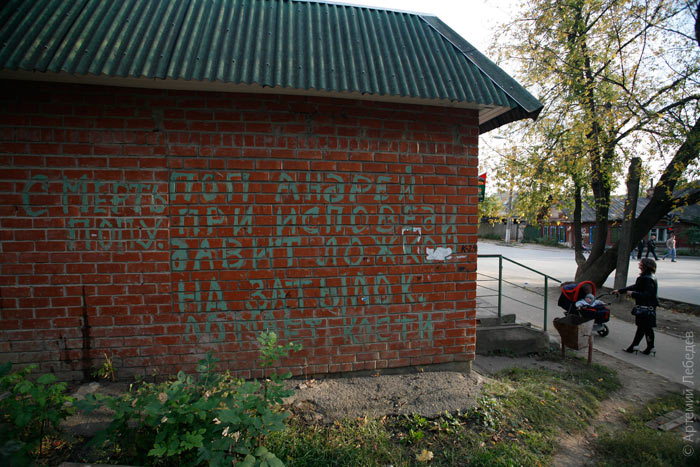 СМЕРТЬ
ПОПУ.
ПОП АНДРЕЙ
ПРИ ИСПОВЕДИ
ДАВИТ ЛОЖКОЙ
НА ЗАТЫЛОК.
ЛОМАЕТ КОСТИ
© Артемий Лебедев